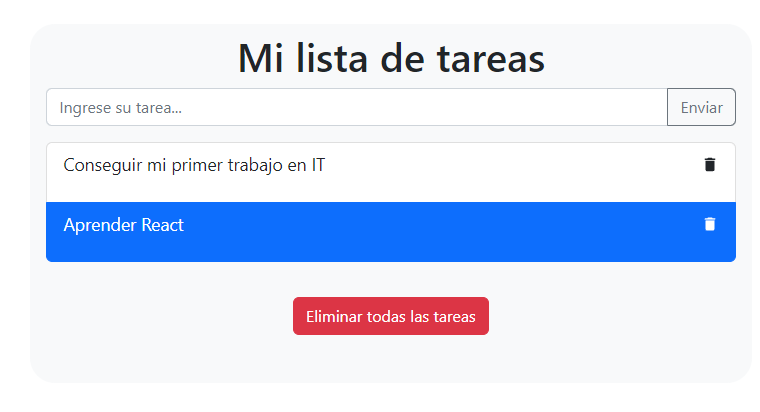 Mi lista de tareas
Ingrese su tarea...
Enviar
Conseguir mi primer trabajo en IT
Aprender React
Eliminar todas las tareas